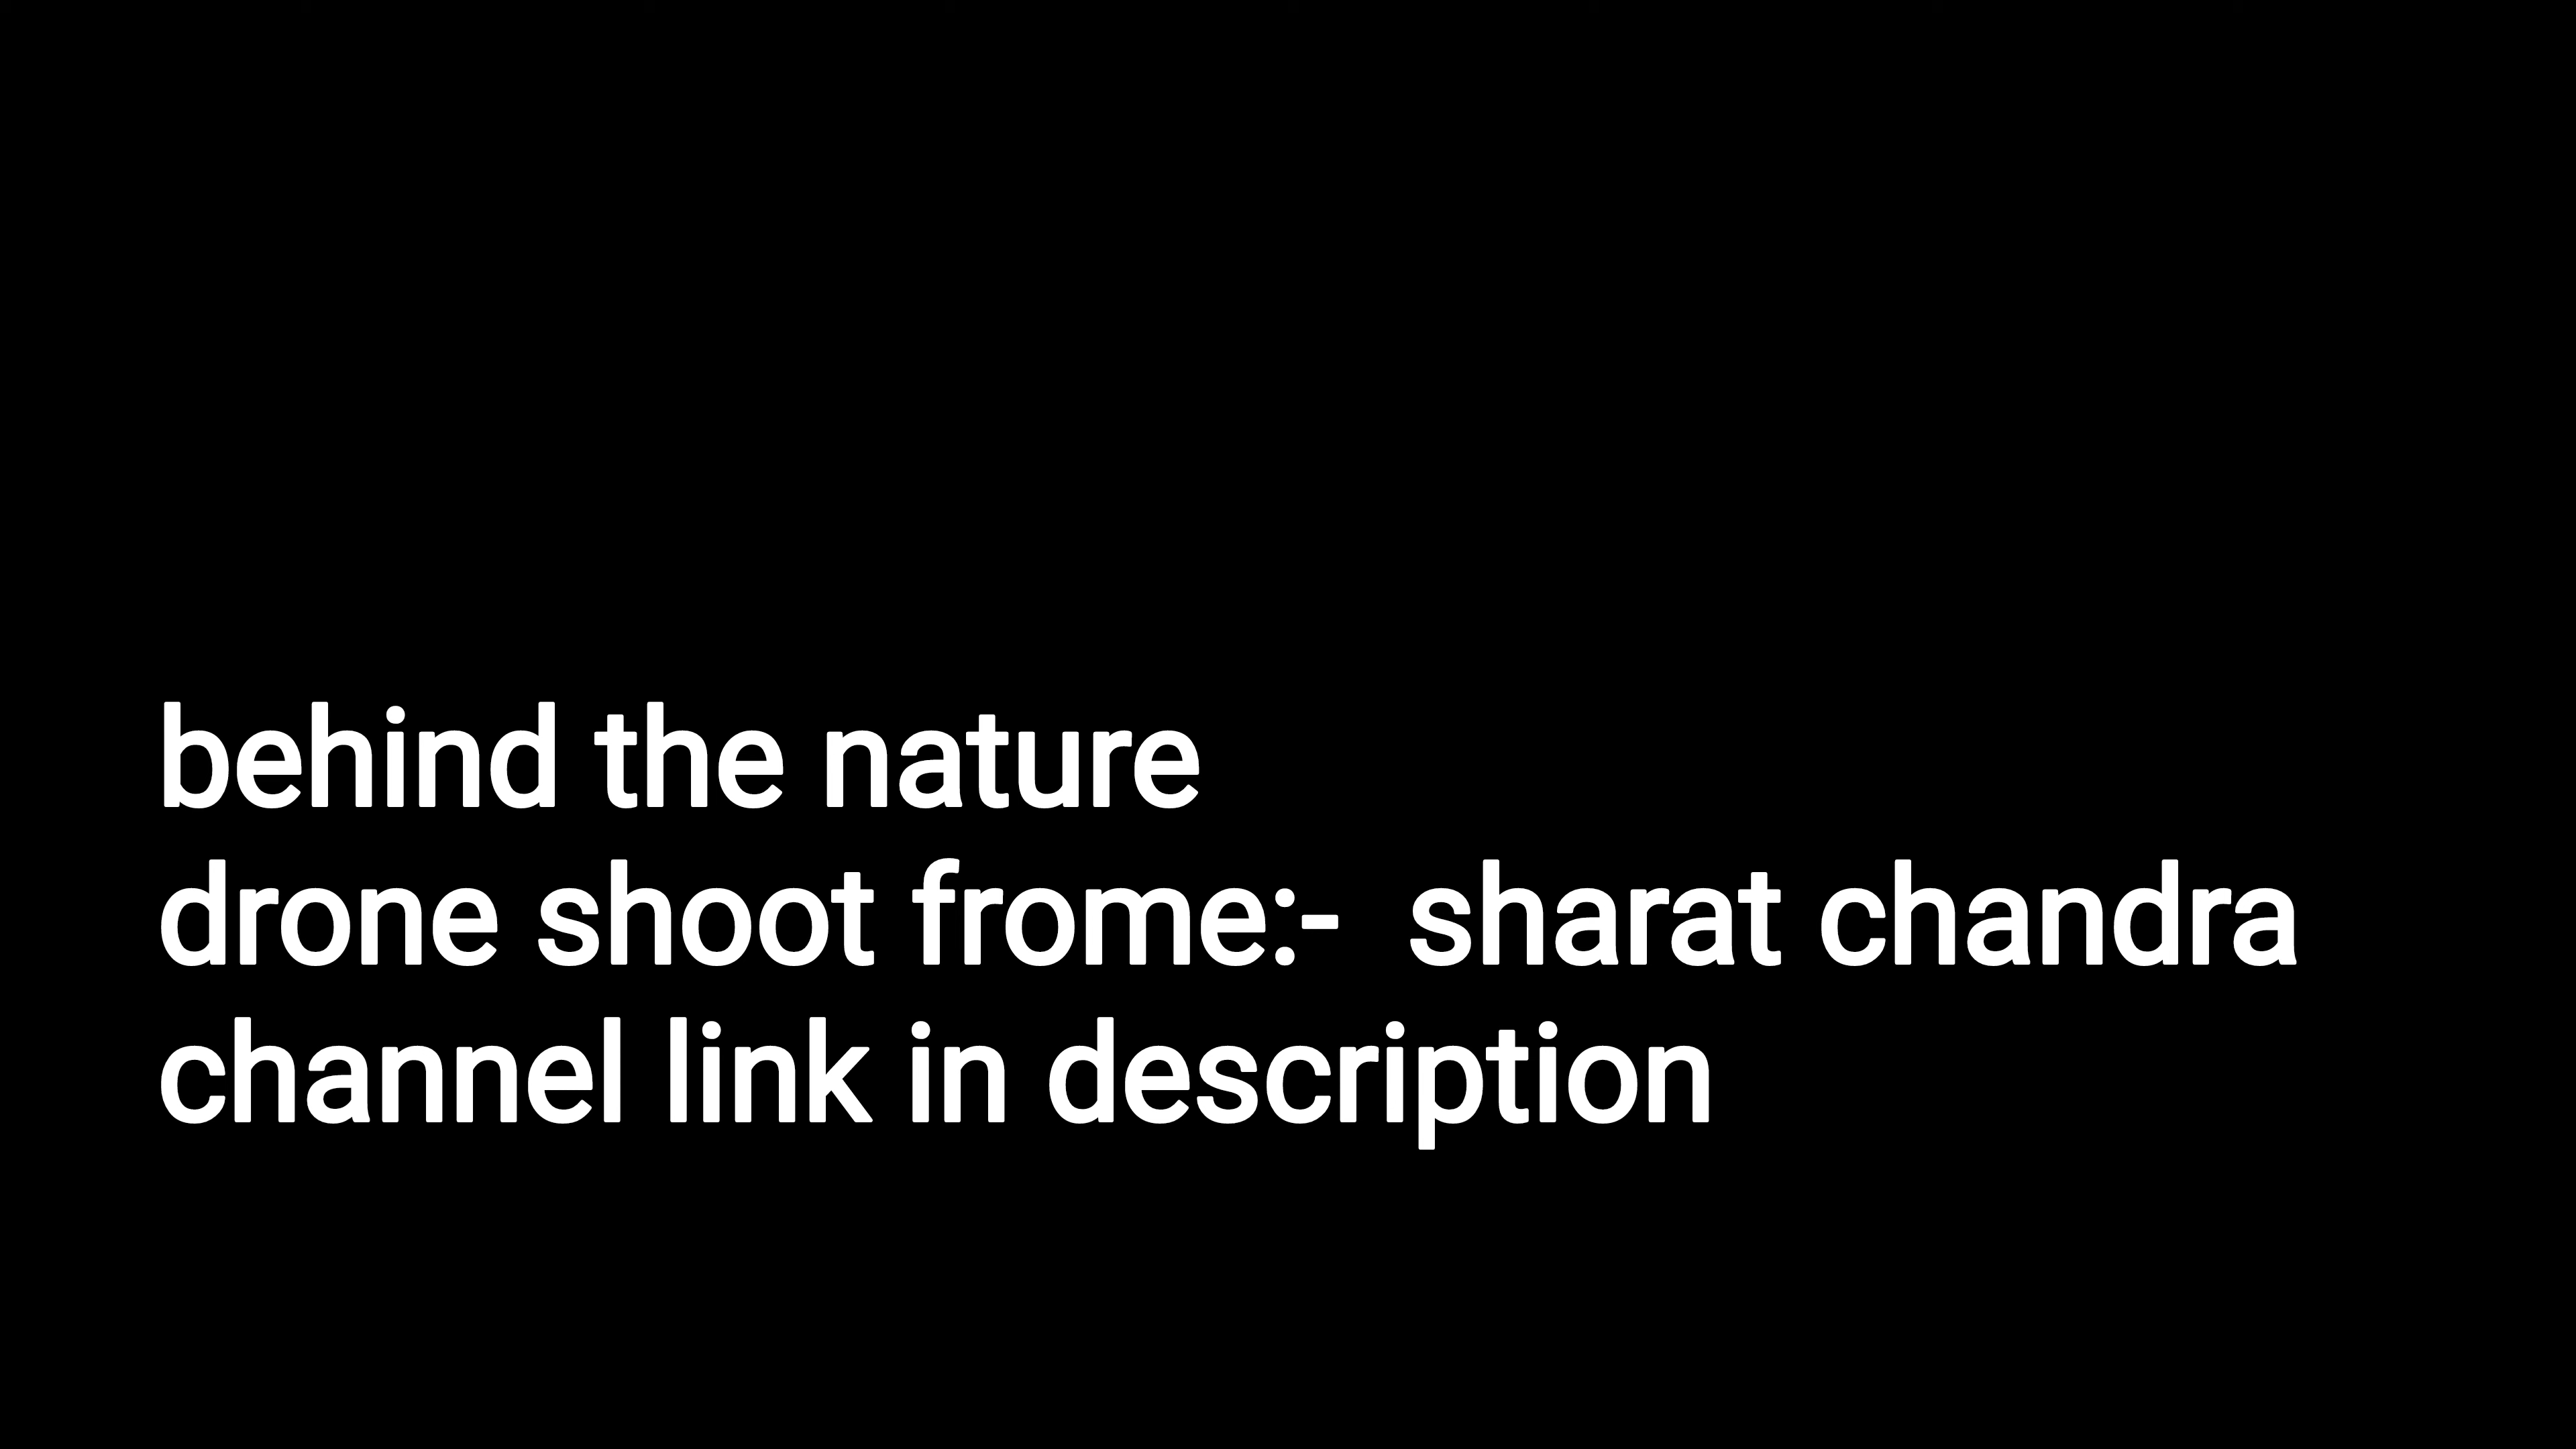 behind the nature
drone shoot frome:-  sharat chandra
channel link in description